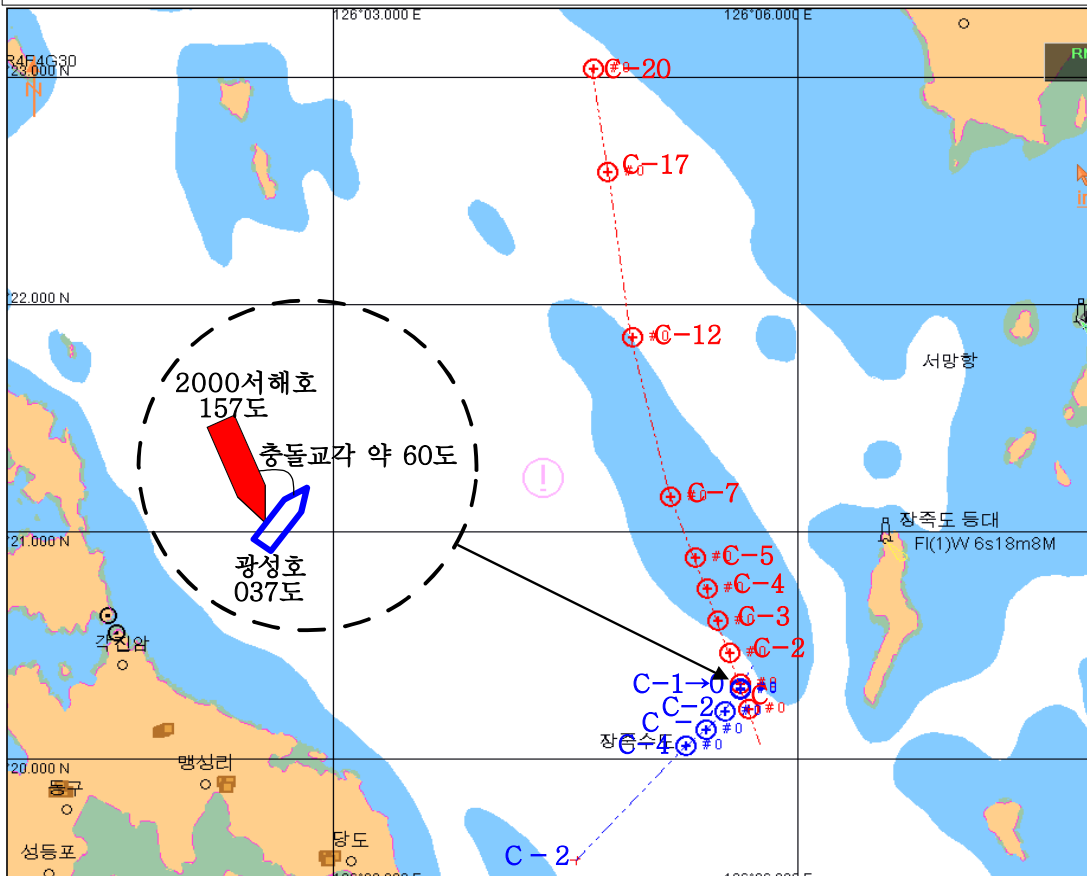 126°03.000 E
126°06.000 E
R4F4G30
23.000 N
C-20
C-17
22.000 N
C-12
서망항
2000서해호
157도
충돌교각 약 60도
C-7
장죽도 등대
Fl(1)W 6s18m8M
21.000 N
C-5
광성호
037도
C-4
C-3
각진암
C-2
C-1→0
C
C-2
C-
장죽수도
C-4
20.000 N
맹싱리
동구
당도
성등포
C-2